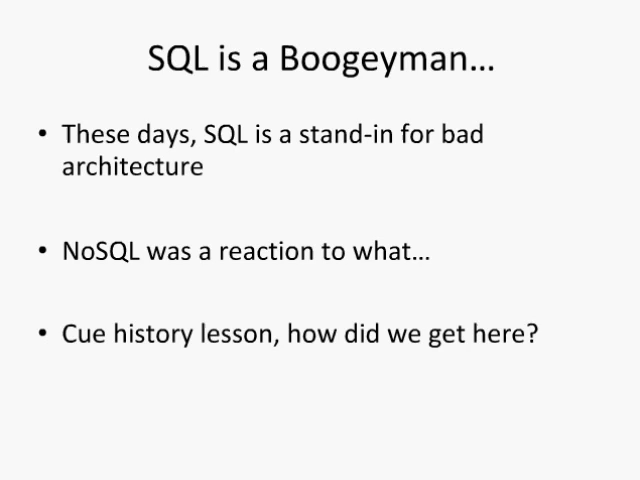 SQL is a Boogeyman…
• These days, SQL is a stand-in for bad
architecture
• NoSQL was a reaction to what…
• Cue history lesson, how did we get here?